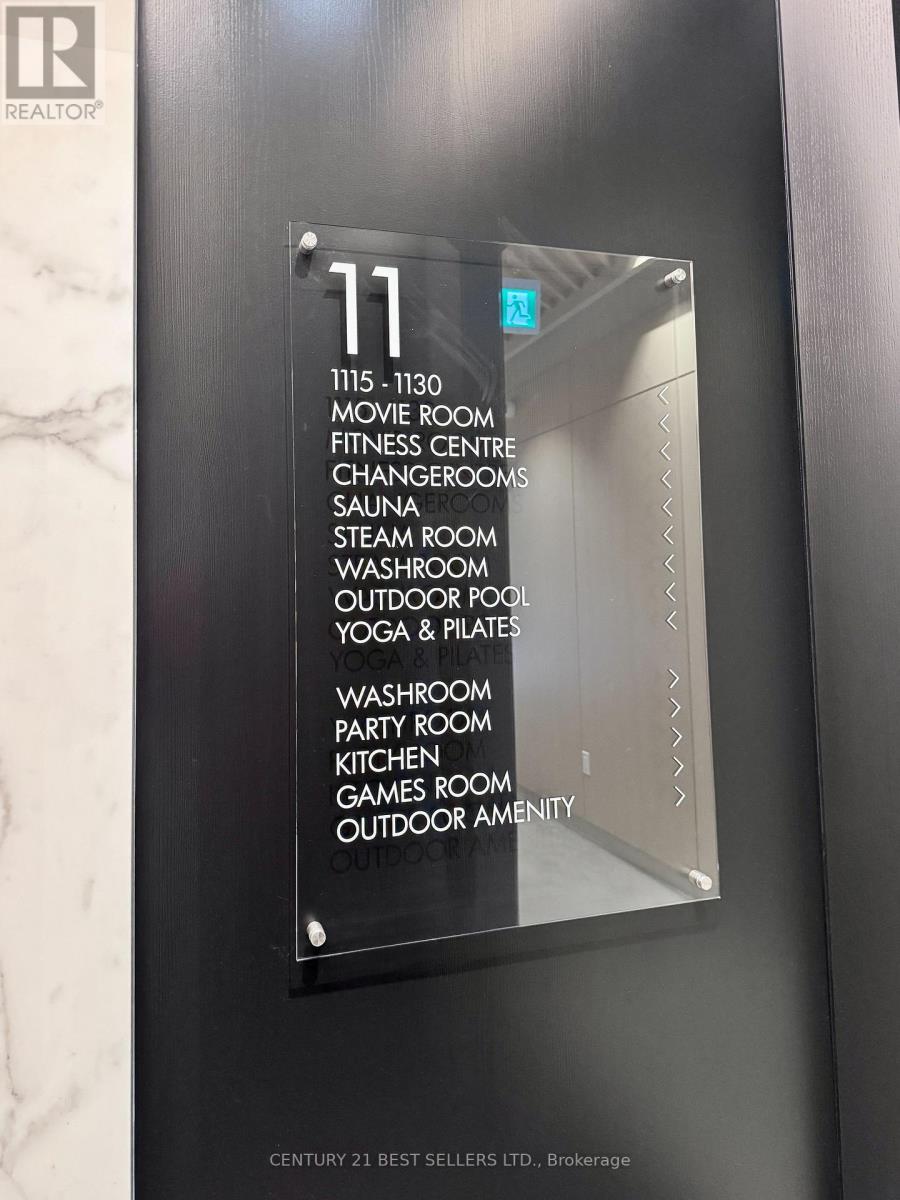 REALTOR®
11
1115 - 1130 <
MOVIE ROOM <
FITNESS CENTRE <
CHANGEROOMS <
SAUNA <
STEAM ROOM <
WASHROOM <
OUTDOOR POOL <
YOGA & PILATES <
WASHROOM >
PARTY ROOM >
KITCHEN >
GAMES ROOM >
OUTDOOR AMENITY >
CENTURY 21 BEST SELLERS LTD., Brokerage